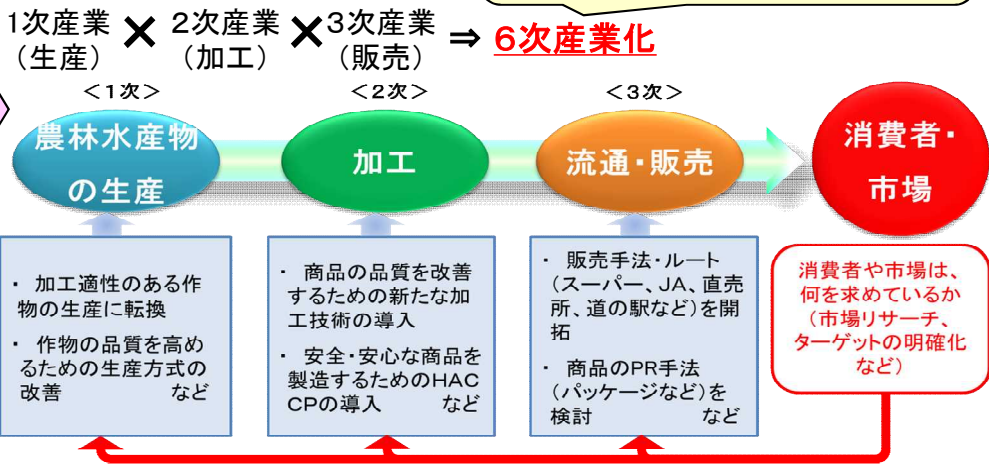 1次産業 × 2次産業 ×3次産業 ⇒ 6次産業化
(生産) (加工) (販売)
<1次>
<2次>
<3次>
農林水産物
の生産
加工
流通・販売
消費者・
市場
・ 加工適性のある作
物の生産に転換
・ 作物の品質を高め
るための生産方式の
改善 など
・ 商品の品質を改善
するための新たな加
工技術の導入
・ 安全・安心な商品を
製造するためのHAC
CPの導入 など
・ 販売手法・ルート
(スーパー、JA、直売
所、道の駅など)を開
拓
・ 商品のPR手法
(パッケージなど)を
検討 など
消費者や市場は、
何を求めているか
(市場リサーチ、
ターゲットの明確化
など)